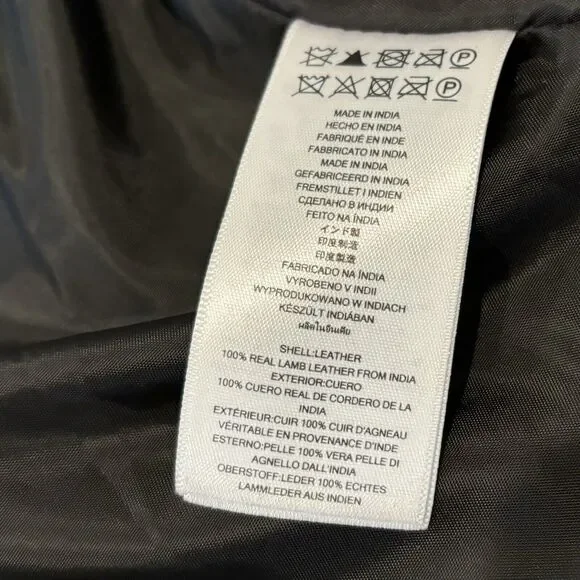 MADE IN INDIA
HECHO EN INDIA
FABRIQUÉ EN INDE
FABBRICATO IN INDIA
MADE IN INDIA
GEFABRICEERD IN INDIA
FREMSTILLET I INDIEN
СДЕЛАНО В ИНДИИ
FEITO NA ÍNDIA
インド製
印度制造
印度製造
FABRICADO NA ÍNDIA
VYROBENO V INDII
WYPRODUKOWANO W INDIACH
KÉSZÜLT INDIÁBAN
ผลิตในอินเดีย
SHELL:LEATHER
100% REAL LAMB LEATHER FROM INDIA
EXTERIOR:CUERO
100% CUERO REAL DE CORDERO DE LA
INDIA
EXTÉRIEUR:CUIR 100% CUIR D'AGNEAU
VÉRITABLE EN PROVENANCE D'INDE
ESTERNO:PELLE 100% VERA PELLE DI
AGNELLO DALL'INDIA
OBERSTOFF:LEDER 100% ECHTES
LAMMLEDER AUS INDIEN